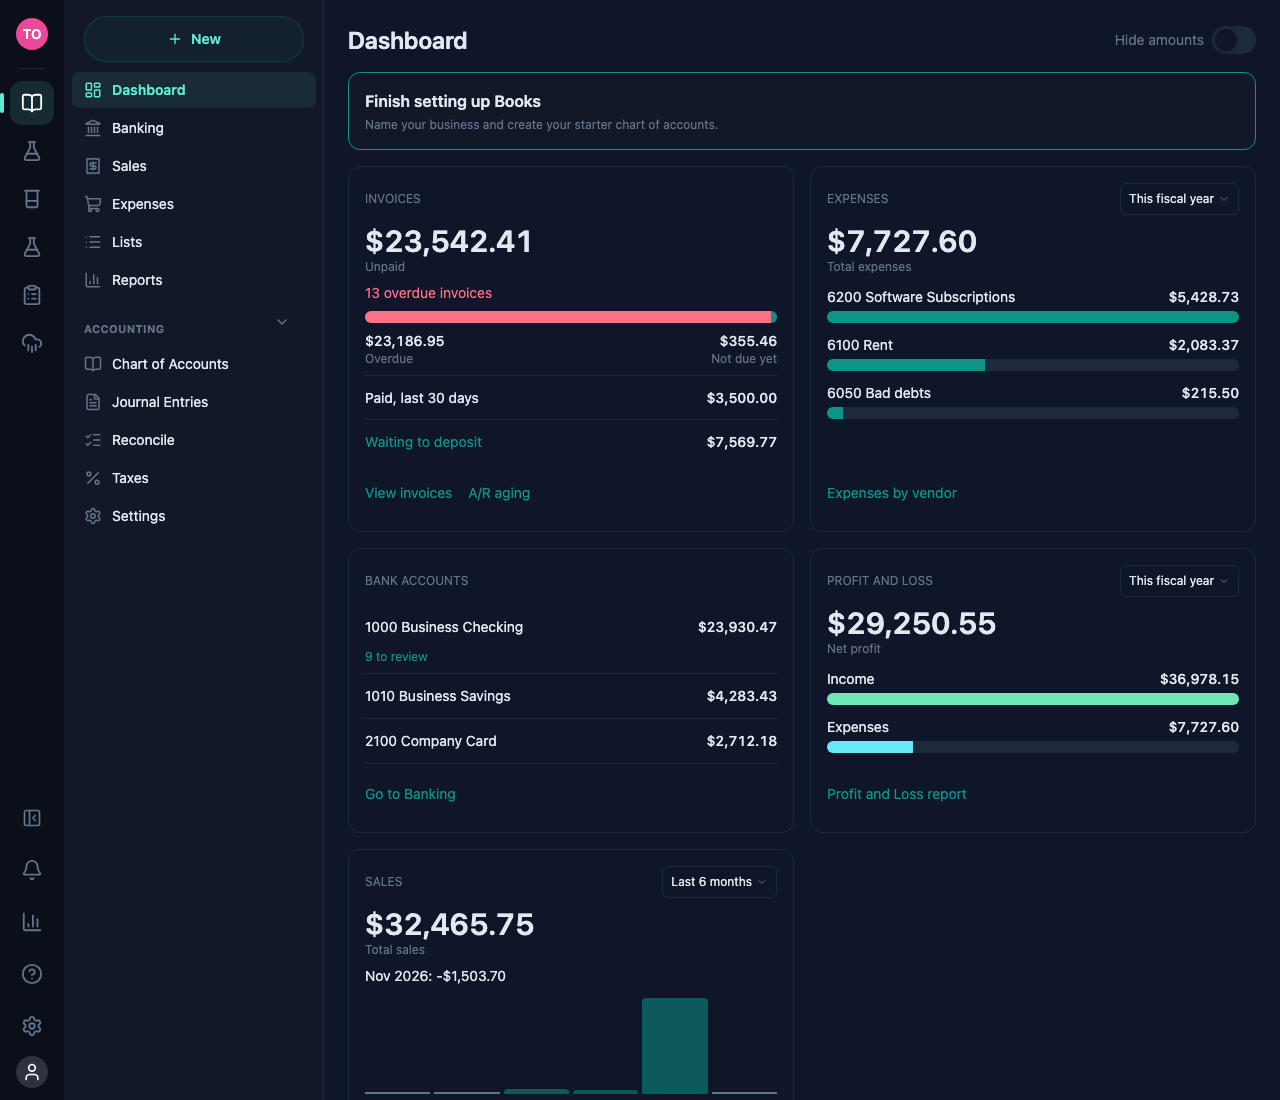 TO
New
Dashboard
Banking
Sales
Expenses
Lists
Reports
ACCOUNTING
Chart of Accounts
Journal Entries
Reconcile
Taxes
Settings
Dashboard
Hide amounts
Finish setting up Books
Name your business and create your starter chart of accounts.
INVOICES
$23,542.41
Unpaid
13 overdue invoices
$23,186.95 $355.46
Overdue Not due yet
Paid, last 30 days $3,500.00
Waiting to deposit $7,569.77
View invoices A/R aging
EXPENSES This fiscal year
$7,727.60
Total expenses
6200 Software Subscriptions $5,428.73
6100 Rent $2,083.37
6050 Bad debts $215.50
Expenses by vendor
BANK ACCOUNTS
1000 Business Checking $23,930.47
9 to review
1010 Business Savings $4,283.43
2100 Company Card $2,712.18
Go to Banking
PROFIT AND LOSS This fiscal year
$29,250.55
Net profit
Income $36,978.15
Expenses $7,727.60
Profit and Loss report
SALES Last 6 months
$32,465.75
Total sales
Nov 2026: -$1,503.70